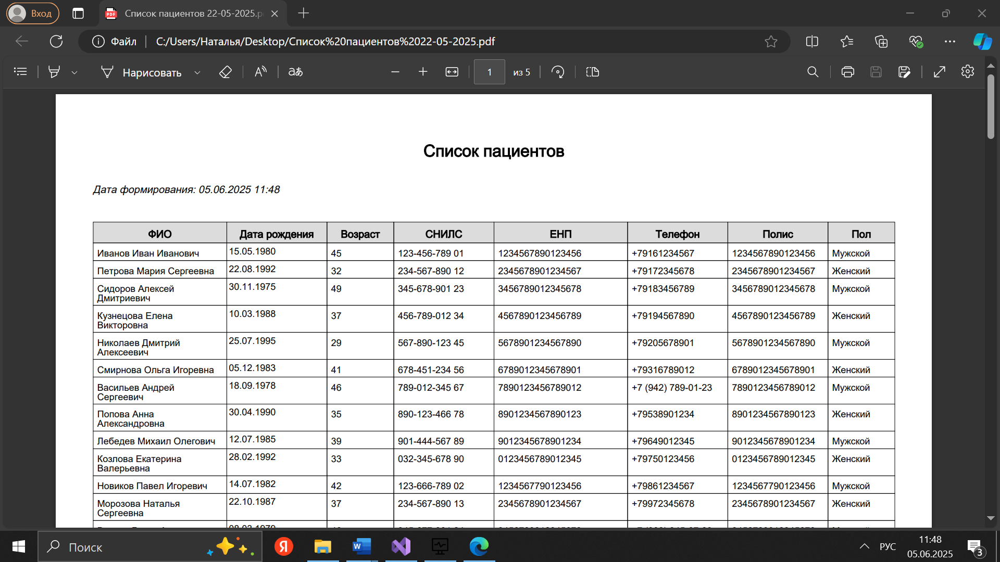 Вход
Список пациентов 22-05-2025.p
Файл
C:/Users/Наталья/Desktop/Список%20пациентов%2022-05-2025.pdf
Нарисовать
1 из 5
Список пациентов
Дата формирования: 05.06.2025 11:48
ФИО Дата рождения Возраст СНИЛС ЕНП Телефон Полис Пол
Иванов Иван Иванович 15.05.1980 45 123-456-789 01 1234567890123456 +79161234567 1234567890123456 Мужской
Петрова Мария Сергеевна 22.08.1992 32 234-567-890 12 2345678901234567 +79172345678 2345678901234567 Женский
Сидоров Алексей 30.11.1975 49 345-678-901 23 3456789012345678 +79183456789 3456789012345678 Мужской
Дмитриевич
Кузнецова Елена 10.03.1988 37 456-789-012 34 4567890123456789 +79194567890 4567890123456789 Женский
Викторовна
Николаев Дмитрий 25.07.1995 29 567-890-123 45 5678901234567890 +79205678901 5678901234567890 Мужской
Алексеевич
Смирнова Ольга Игоревна 05.12.1983 41 678-451-234 56 6789012345678901 +79316789012 6789012345678901 Женский
Васильев Андрей 18.09.1978 46 789-012-345 67 7890123456789012 +7 (942) 789-01-23 7890123456789012 Мужской
Сергеевич
Попова Анна 30.04.1990 35 890-123-466 78 8901234567890123 +79538901234 8901234567890123 Женский
Александровна
Лебедев Михаил Олегович 12.07.1985 39 901-444-567 89 9012345678901234 +79649012345 9012345678901234 Мужской
Козлова Екатерина 28.02.1992 33 032-345-678 90 0123456789012345 +79750123456 0123456789012345 Женский
Валерьевна
Новиков Павел Игоревич 14.07.1982 42 123-666-789 02 1234567790123456 +79861234567 1234567790123456 Мужской
Морозова Наталья 22.10.1987 37 234-567-890 13 2345678901234567 +79972345678 2345678901234567 Женский
Сергеевна
Поиск
РУС
11:48
05.06.2025
3